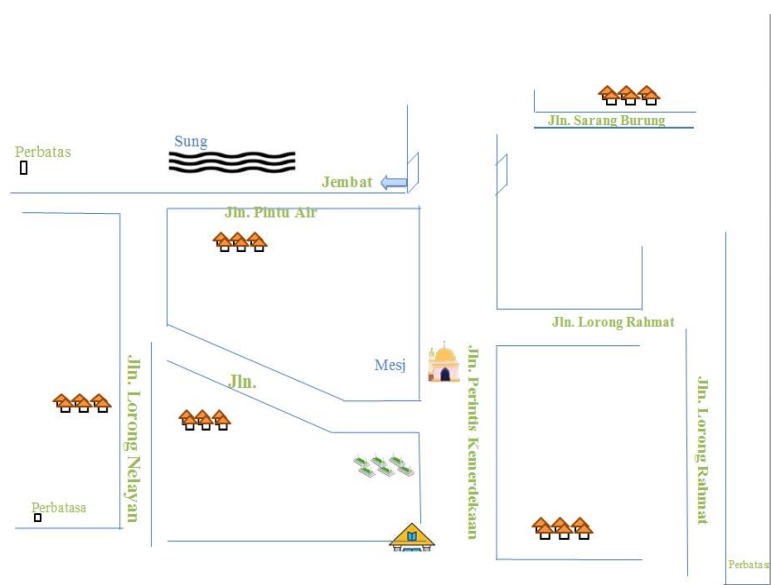 Jln. Sarang Burung
Sung
Perbatas
Jembat
Jln. Pintu Air
Jln. Lorong Rahmat
Mesj
Jln.
Jln. Lorong Nelayan
Jln. Perintis Kemerdekaan
Jln. Lorong Rahmat
Perbatasa
Perbatas